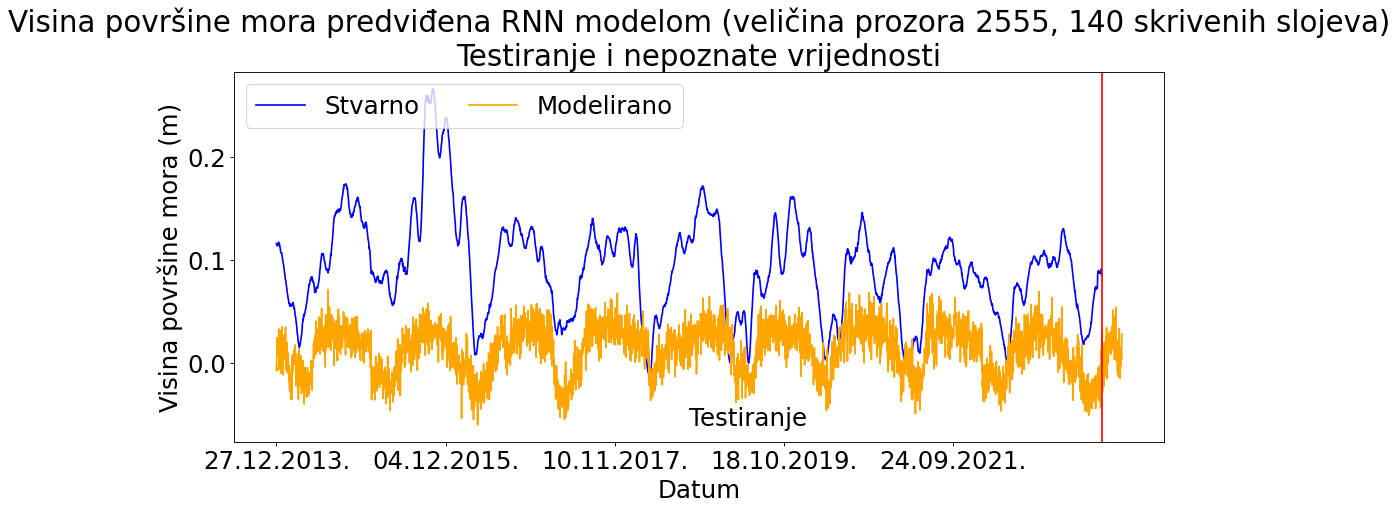 Visina površine mora predviđena RNN modelom (veličina prozora 2555, 140 skrivenih slojeva)
Testiranje i nepoznate vrijednosti
Stvarno
Modelirano
Visina površine mora (m)
0.2
0.1
0.0
Testiranje
27.12.2013.
04.12.2015.
10.11.2017.
18.10.2019.
24.09.2021.
Datum